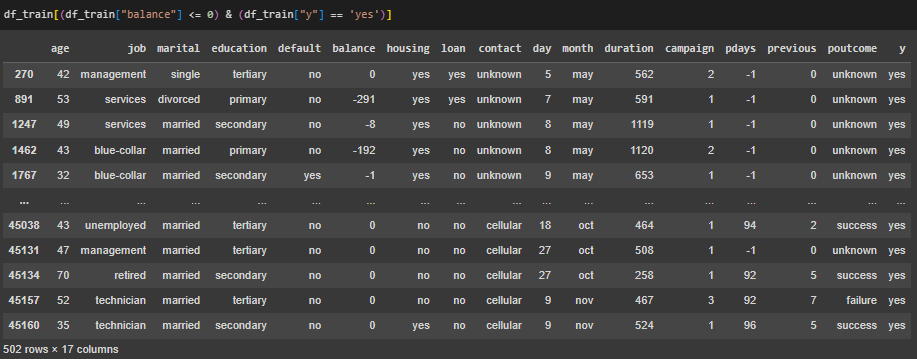 df_train[(df_train["balance"] <= 0) & (df_train["y"] == 'yes')]
age job marital education default balance housing loan contact day month duration campaign pdays previous poutcome y
270 42 management single tertiary no 0 yes yes unknown 5 may 562 2 -1 0 unknown yes
891 53 services divorced primary no -291 yes yes unknown 7 may 591 1 -1 0 unknown yes
1247 49 services married secondary no -8 yes no unknown 8 may 1119 1 -1 0 unknown yes
1462 43 blue-collar married primary no -192 yes no unknown 8 may 1120 2 -1 0 unknown yes
1767 32 blue-collar married secondary yes -1 yes no unknown 9 may 653 1 -1 0 unknown yes
... ... ... ... ... ... ... ... ... ... ... ... ... ... ... ... ... ...
45038 43 unemployed married tertiary no 0 no no cellular 18 oct 464 1 94 2 success yes
45131 47 management married tertiary no 0 no no cellular 27 oct 508 1 -1 0 unknown yes
45134 70 retired married secondary no 0 no no cellular 27 oct 258 1 92 5 success yes
45157 52 technician married tertiary no 0 no no cellular 9 nov 467 3 92 7 failure yes
45160 35 technician married secondary no 0 yes no cellular 9 nov 524 1 96 5 success yes
502 rows × 17 columns